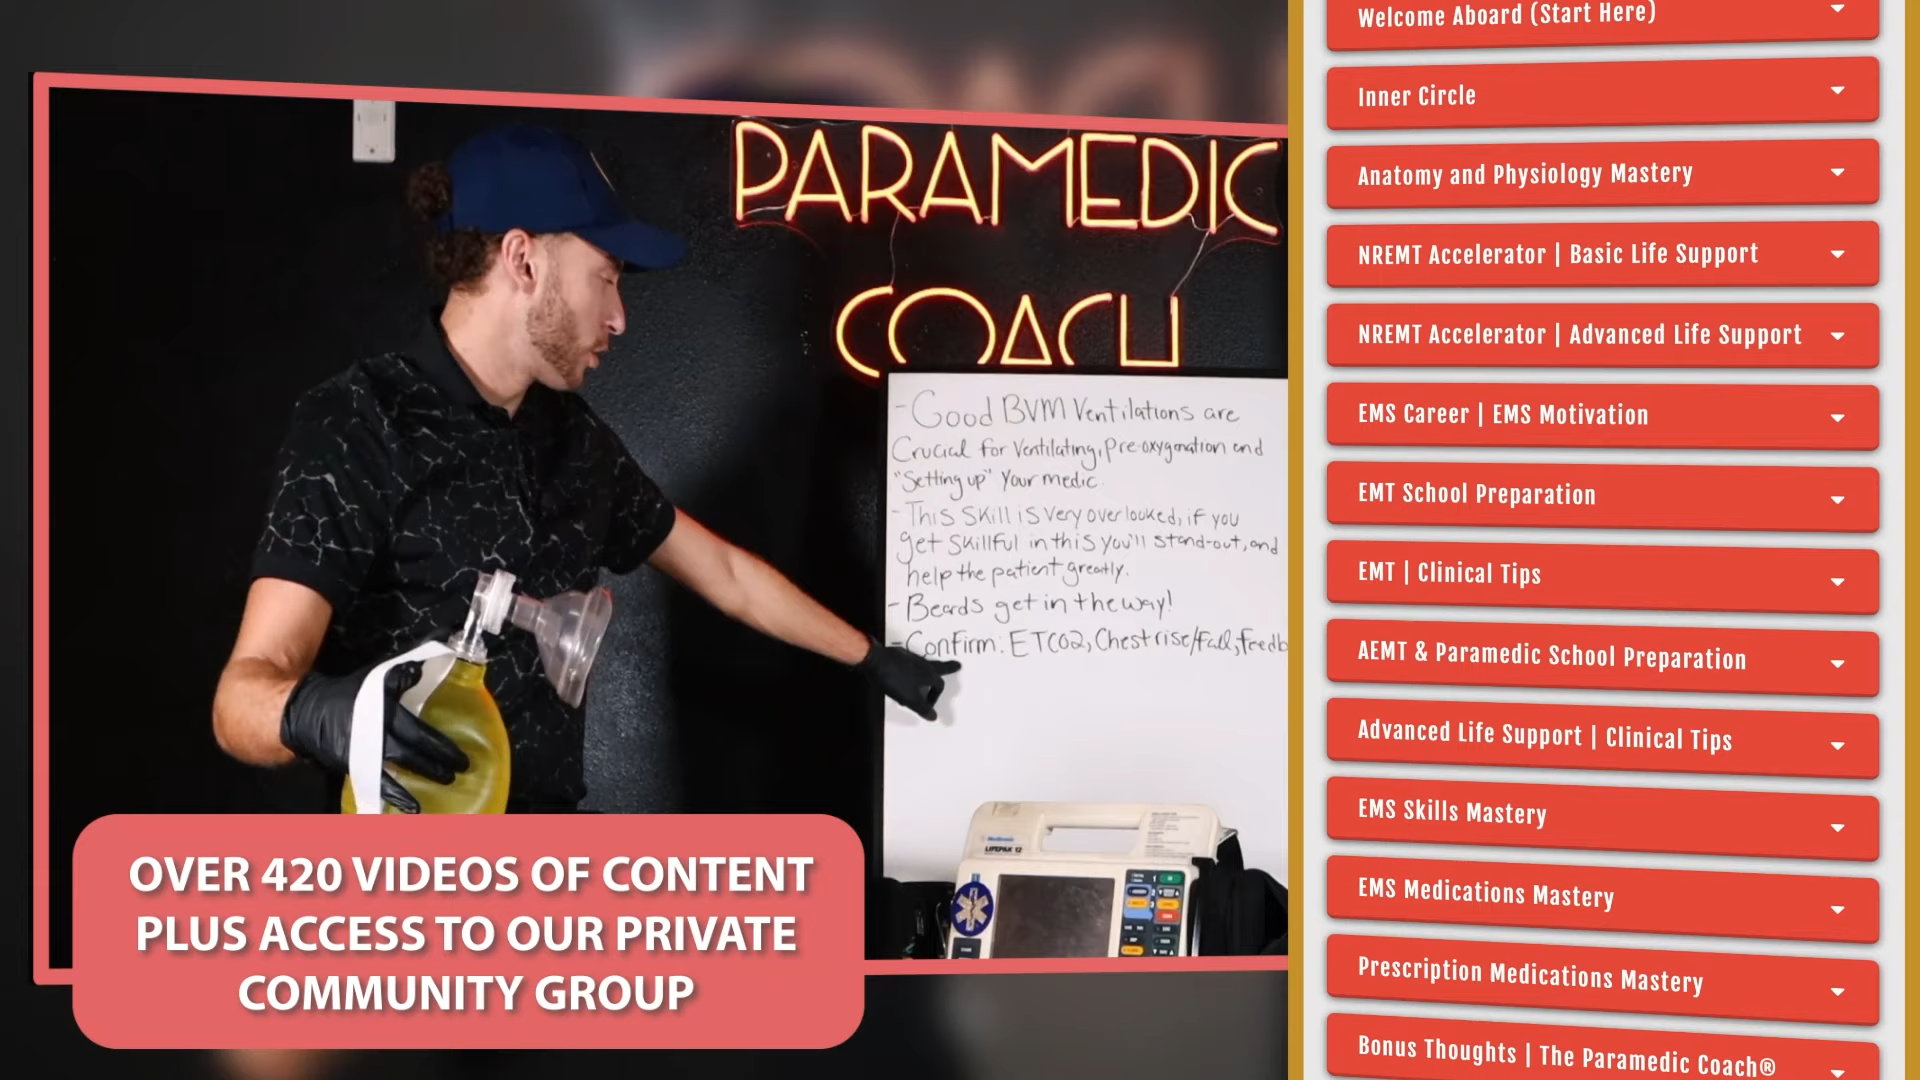 PARAMEDIC
COACH
- Good BVM Ventilations are
Crucial for Ventilating, Pre-oxygenation and
"Setting up" Your medic.
- This Skill is very overlooked, if you
get Skillful in this you'll stand-out, and
help the patient greatly.
- Beards get in the way!
- Confirm: ETCO2, Chest rise/fall, feedb
LIFEPAK 12
OVER 420 VIDEOS OF CONTENT
PLUS ACCESS TO OUR PRIVATE
COMMUNITY GROUP
Welcome Aboard (Start Here)
Inner Circle
Anatomy and Physiology Mastery
NREMT Accelerator | Basic Life Support
NREMT Accelerator | Advanced Life Support
EMS Career | EMS Motivation
EMT School Preparation
EMT | Clinical Tips
AEMT & Paramedic School Preparation
Advanced Life Support | Clinical Tips
EMS Skills Mastery
EMS Medications Mastery
Prescription Medications Mastery
Bonus Thoughts | The Paramedic Coach®